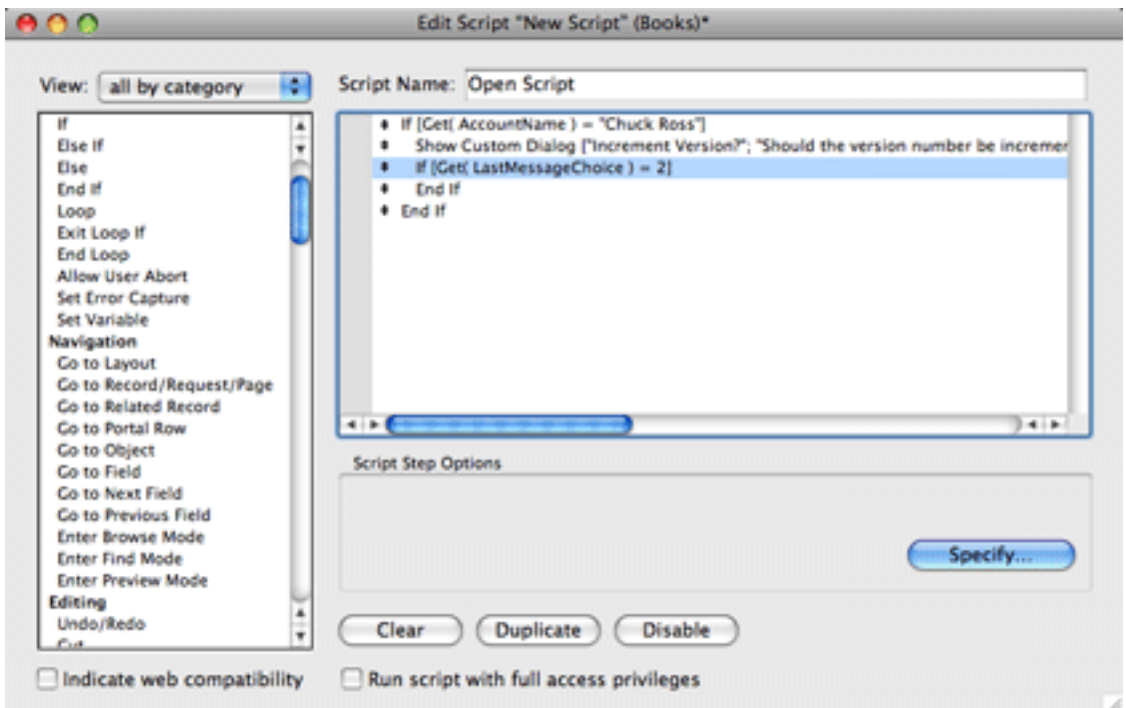 Edit Script "New Script" (Books)*
View: all by category
Script Name: Open Script
If
Else If
Else
End If
Loop
Exit Loop If
End Loop
Allow User Abort
Set Error Capture
Set Variable
Navigation
Go to Layout
Go to Record/Request/Page
Go to Related Record
Go to Portal Row
Go to Object
Go to Field
Go to Next Field
Go to Previous Field
Enter Browse Mode
Enter Find Mode
Enter Preview Mode
Editing
Undo/Redo
Cut
If [Get( AccountName ) = "Chuck Ross"]
Show Custom Dialog ["Increment Version?"; "Should the version number be incremer
If [Get( LastMessageChoice ) = 2]
End If
End If
Script Step Options
Specify...
Clear
Duplicate
Disable
Indicate web compatibility
Run script with full access privileges